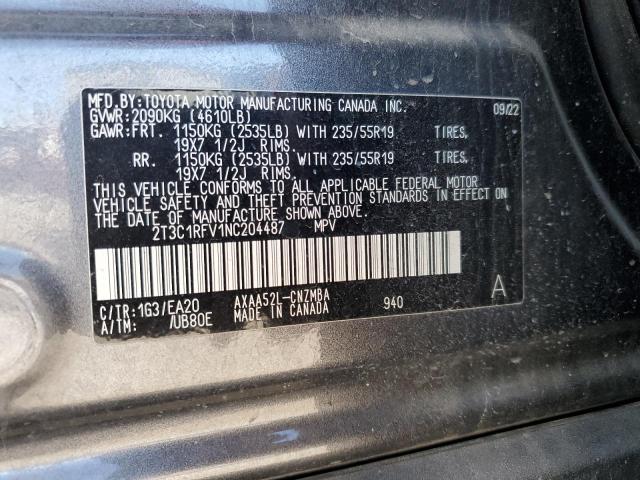 MFD.BY:TOYOTA MOTOR MANUFACTURING CANADA INC. 09/22
GVWR:2090KG (4610LB)
GAWR:FRT. 1150KG (2535LB) WITH 235/55R19 TIRES,
19X7 1/2J RIMS.
RR. 1150KG (2535LB) WITH 235/55R19 TIRES,
19X7 1/2J RIMS.
THIS VEHICLE CONFORMS TO ALL APPLICABLE FEDERAL MOTOR
VEHICLE SAFETY AND THEFT PREVENTION STANDARDS IN EFFECT ON
THE DATE OF MANUFACTURE SHOWN ABOVE.
2T3C1RFV1NC204487 MPV
C/TR:1G3/EA20 AXAA52L-CNZMBA 940 A
A/TM: /UB80E MADE IN CANADA